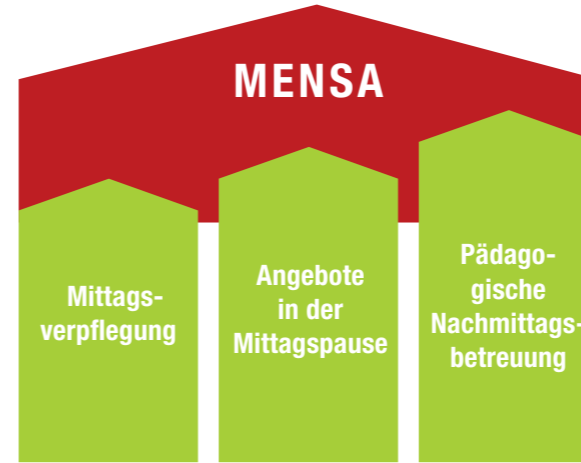 MENSA
Mittags-
verpflegung
Angebote
in der
Mittagspause
Pädago-
gische
Nachmittags-
betreuung